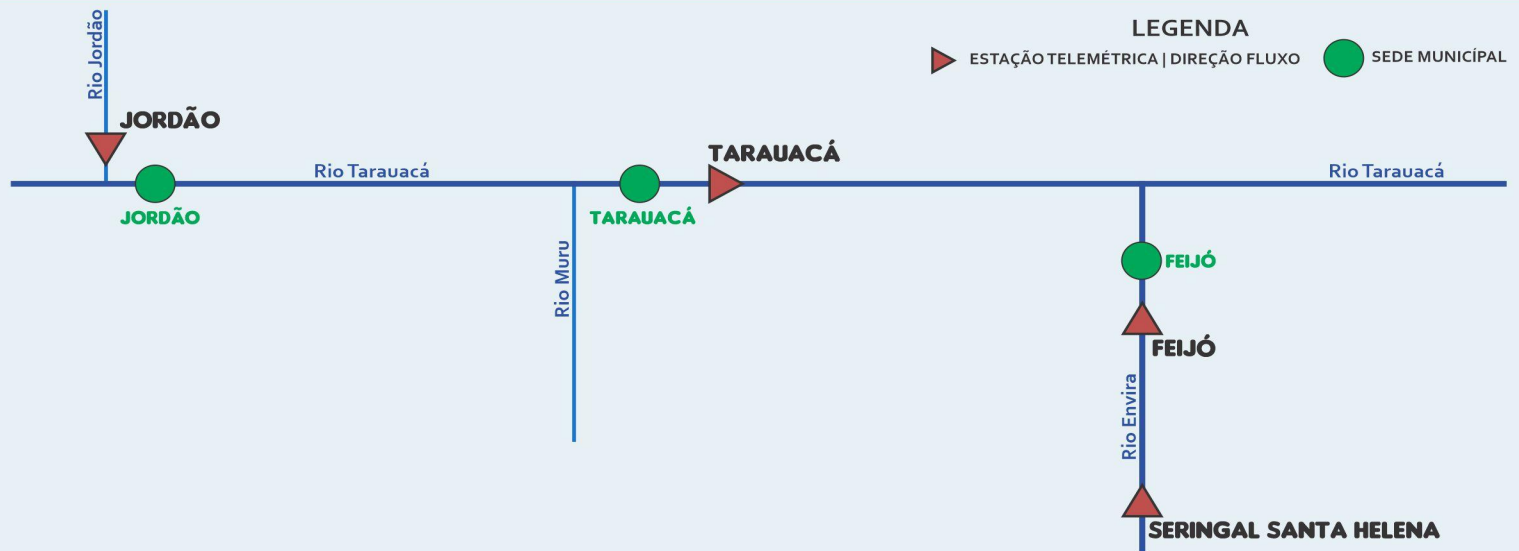 LEGENDA
ESTAÇÃO TELEMÉTRICA | DIREÇÃO FLUXO
SEDE MUNICÍPAL
Rio Jordão
JORDÃO
TARAUACÁ
Rio Tarauacá
Rio Tarauacá
JORDÃO
TARAUACÁ
Rio Muru
FEIJÓ
FEIJÓ
Rio Envira
SERINGAL SANTA HELENA